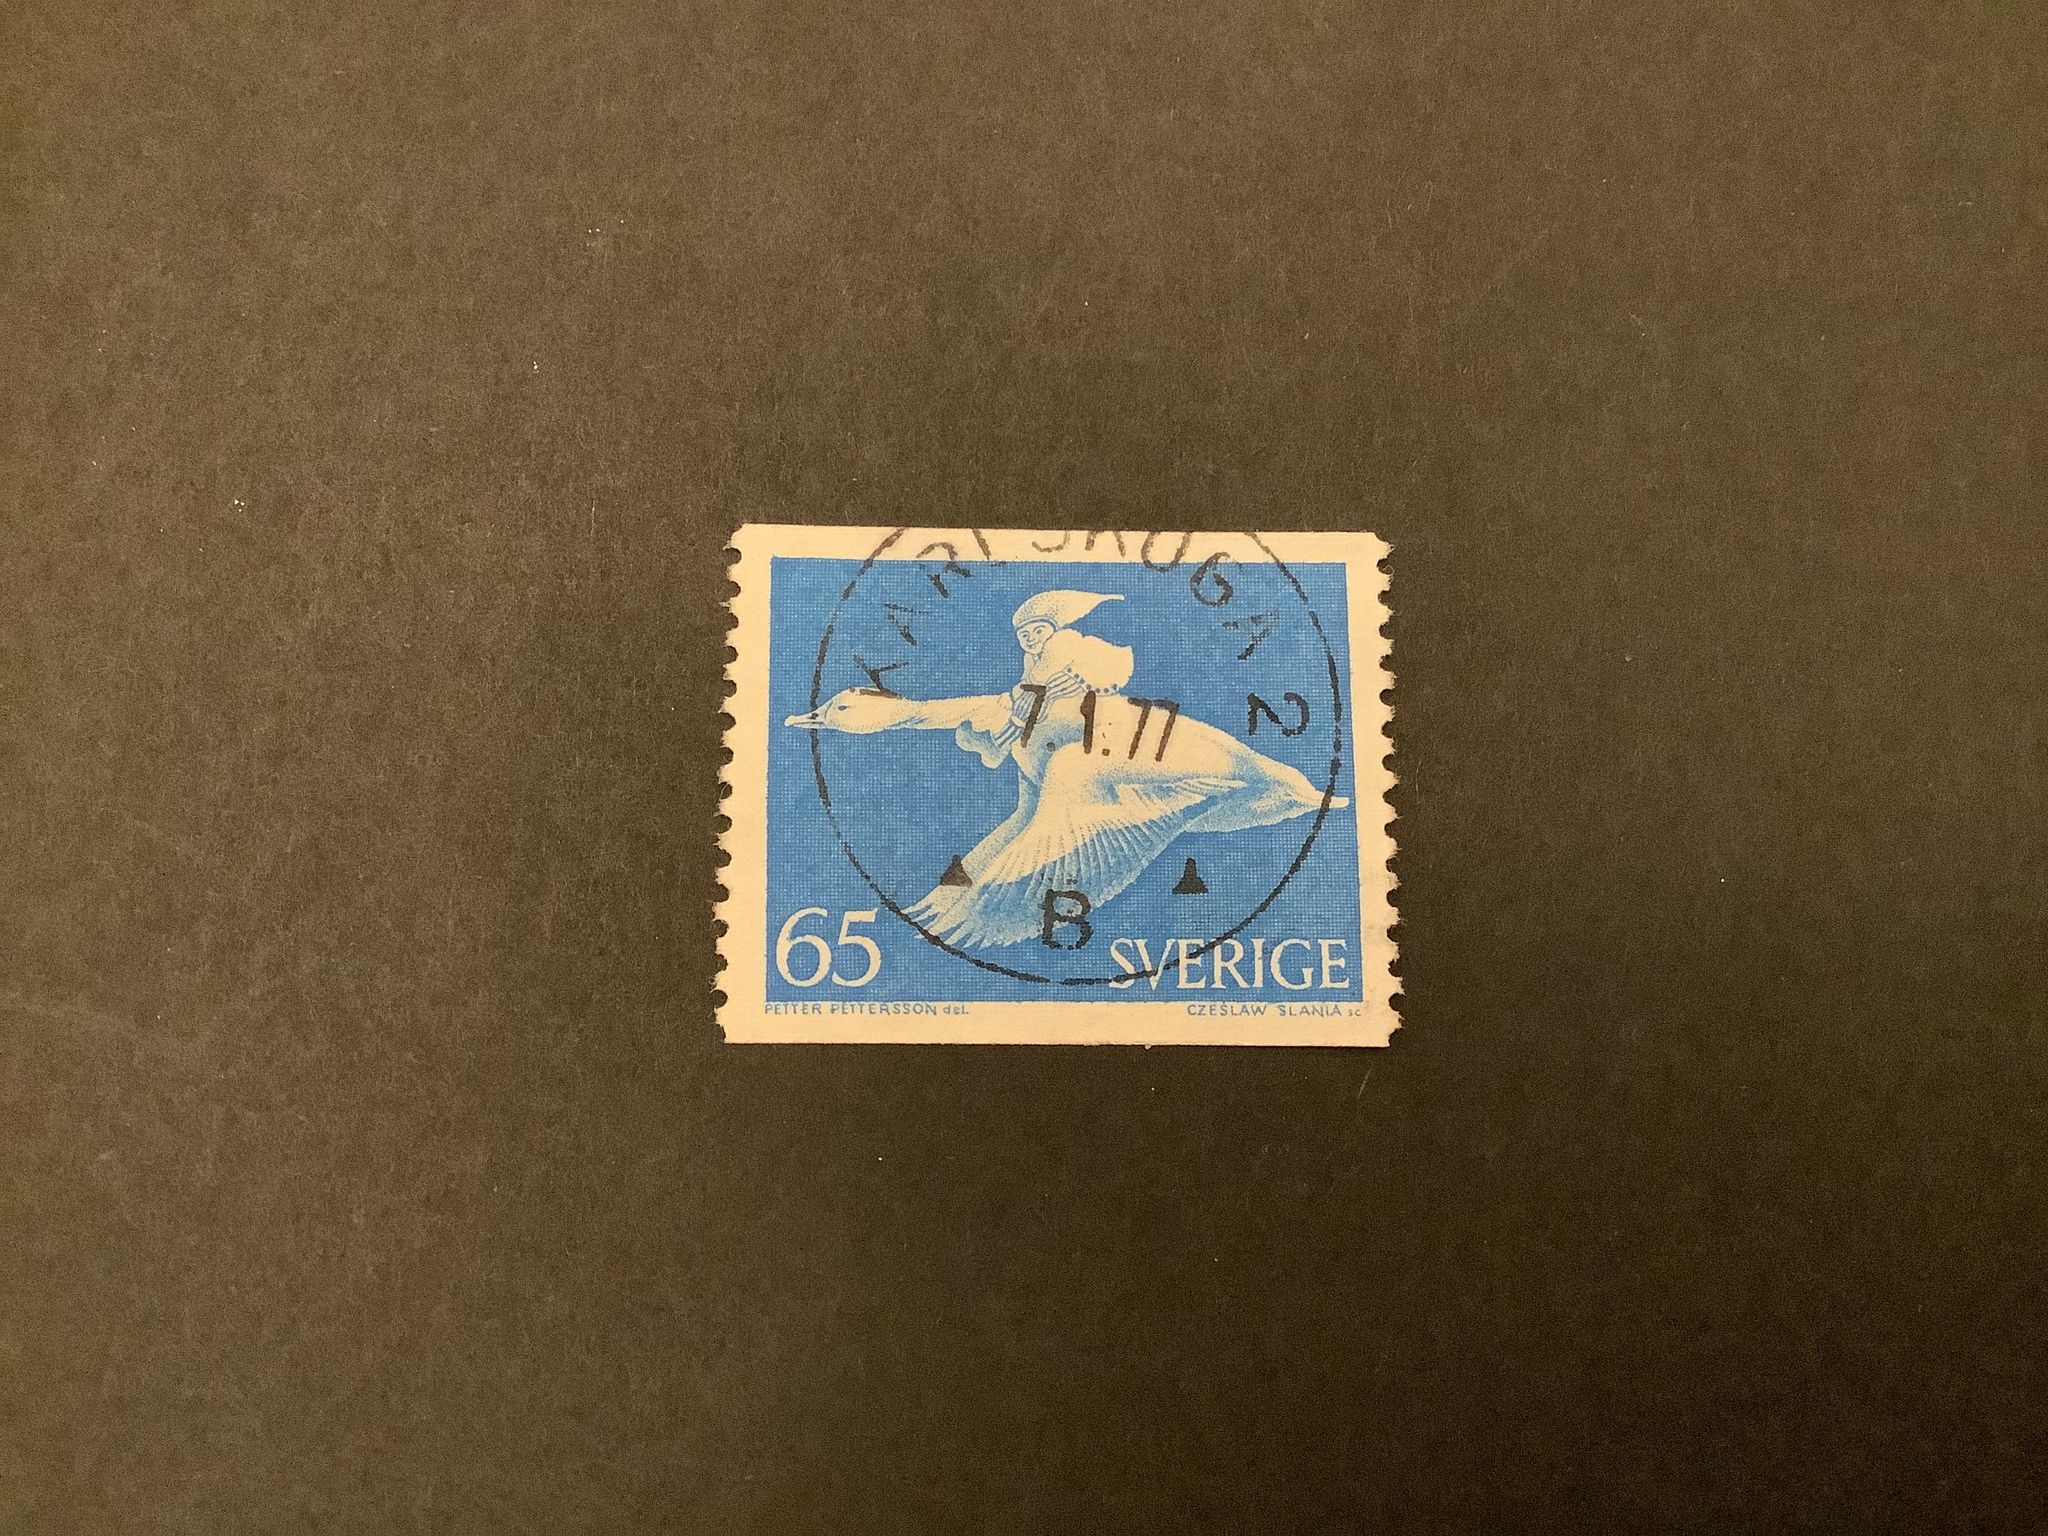 KARLSKOGA 2
7.1.77
B
65
SVERIGE
PETTER PETTERSSON del.
CZESLAW SLANIA sc